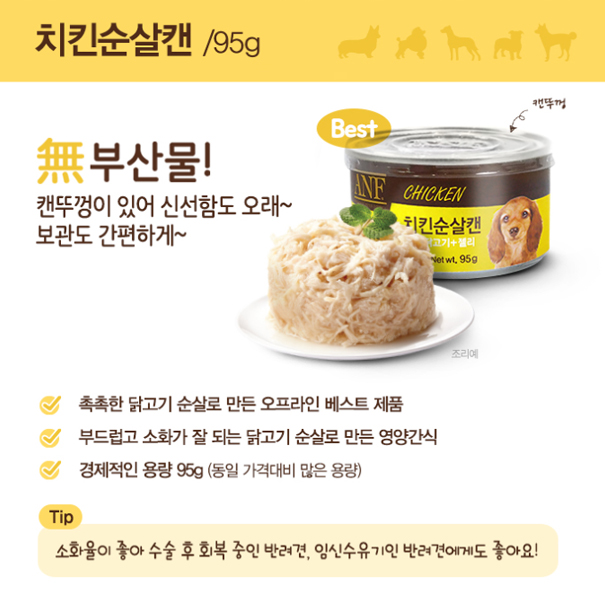 치킨순살캔 /95g
캔뚜껑
Best
無 부산물!
캔뚜껑이 있어 신선함도 오래~
보관도 간편하게~
ANF
CHICKEN
치킨순살캔
닭고기+젤리
Net wt. 95g
조리예
촉촉한 닭고기 순살로 만든 오프라인 베스트 제품
부드럽고 소화가 잘 되는 닭고기 순살로 만든 영양간식
경제적인 용량 95g (동일 가격대비 많은 용량)
Tip
소화율이 좋아 수술 후 회복 중인 반려견, 임신수유기인 반려견에게도 좋아요!